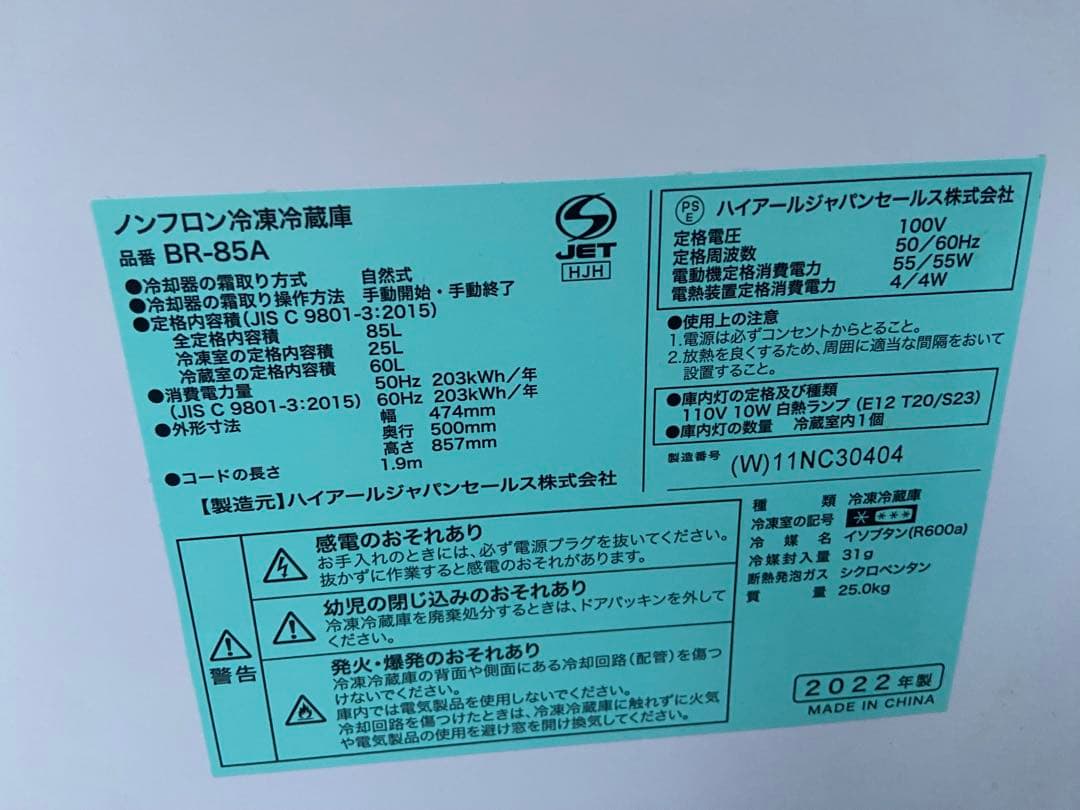 ノンフロン冷凍冷蔵庫
品番 BR-85A
●冷却器の霜取り方式 自然式
●冷却器の霜取り操作方法 手動開始・手動終了
●定格内容積(JIS C 9801-3:2015)
全定格内容積 85L
冷凍室の定格内容積 25L
冷蔵室の定格内容積 60L
●消費電力量 50Hz 203kWh/年
(JIS C 9801-3:2015) 60Hz 203kWh/年
●外形寸法 幅 474mm
奥行 500mm
高さ 857mm
●コードの長さ 1.9m
【製造元】ハイアールジャパンセールス株式会社
JET
HJH
PS
E
ハイアールジャパンセールス株式会社
定格電圧 100V
定格周波数 50/60Hz
電動機定格消費電力 55/55W
電熱装置定格消費電力 4/4W
●使用上の注意
1.電源は必ずコンセントからとること。
2.放熱を良くするため、周囲に適当な間隔をおいて
設置すること。
●庫内灯の定格及び種類
110V 10W 白熱ランプ (E12 T20/S23)
●庫内灯の数量 冷蔵室内1個
製造番号 (W)11NC30404
種類 冷凍冷蔵庫
冷凍室の記号 * ***
冷媒名 イソブタン(R600a)
冷媒封入量 31g
断熱発泡ガス シクロペンタン
質量 25.0kg
2022年製
MADE IN CHINA
警告
感電のおそれあり
お手入れのときには、必ず電源プラグを抜いてください。
抜かずに作業すると感電のおそれがあります。
幼児の閉じ込みのおそれあり
冷凍冷蔵庫を廃棄処分するときは、ドアパッキンを外して
ください。
発火・爆発のおそれあり
冷凍冷蔵庫の背面や側面にある冷却回路(配管)を傷つ
けないでください。
庫内では電気製品を使用しないでください。
冷却回路を傷つけたときは、冷凍冷蔵庫に触れずに火気
や電気製品の使用を避け窓を開け換気してください。